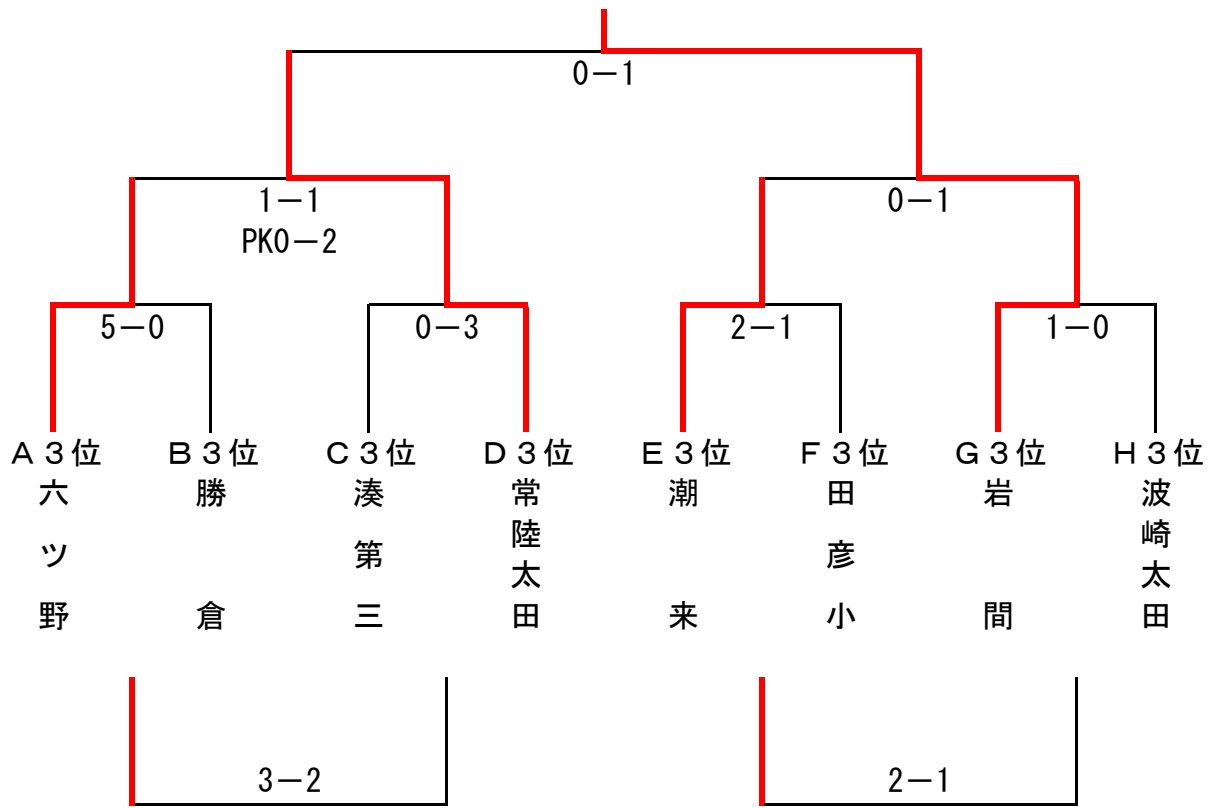 0－1
1－1
PK0－2
0－1
5－0
0－3
2－1
1－0
A３位
B３位
C３位
D３位
E３位
F３位
G３位
H３位
六ツ野
勝倉
湊第三
常陸太田
潮来
田彦小
岩間
波崎太田
3－2
2－1